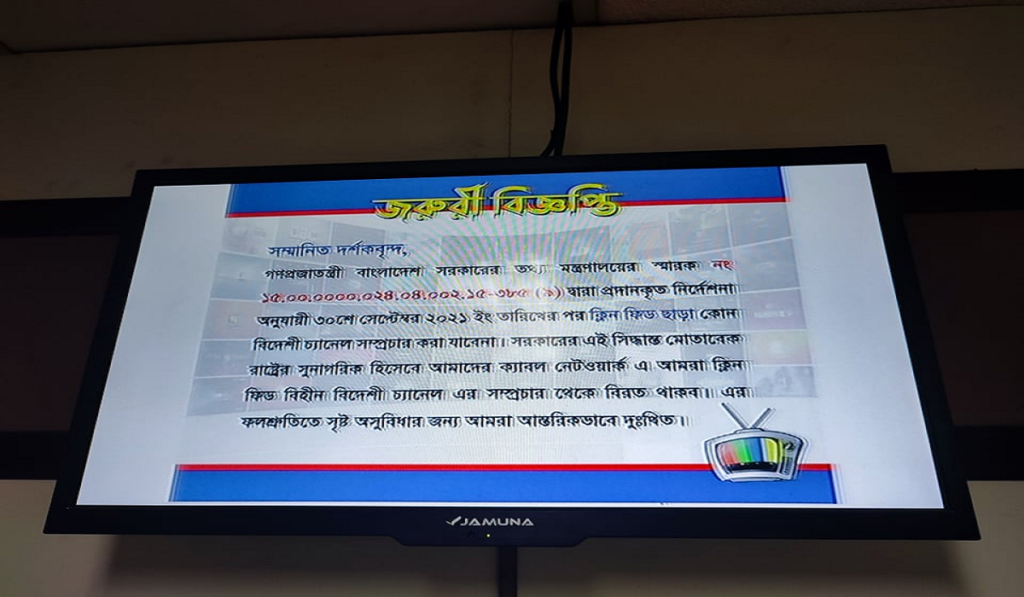 জরুরী বিজ্ঞপ্তি
সম্মানিত দর্শকবৃন্দ,
গণপ্রজাতন্ত্রী বাংলাদেশ সরকারের তথ্য মন্ত্রণালয়ের স্মারক নং
১৫.০০.০০০০.০২৪.০৪.০০২.১৫-৩৮৫ (৯) দ্বারা প্রদানকৃত নির্দেশনা
অনুযায়ী ৩০শে সেপ্টেম্বর ২০২১ ইং তারিখের পর ক্লিন ফিড ছাড়া কোন
বিদেশী চ্যানেল সম্প্রচার করা যাবেনা। সরকারের এই সিদ্ধান্ত মোতাবেক
রাষ্ট্রের সুনাগরিক হিসেবে আমাদের ক্যাবল নেটওয়ার্ক এ আমরা ক্লিন
ফিড বিহীন বিদেশী চ্যানেল এর সম্প্রচার থেকে বিরত থাকব। এর
ফলশ্রুতিতে সৃষ্ট অসুবিধার জন্য আমরা আন্তরিকভাবে দুঃখিত।
JAMUNA